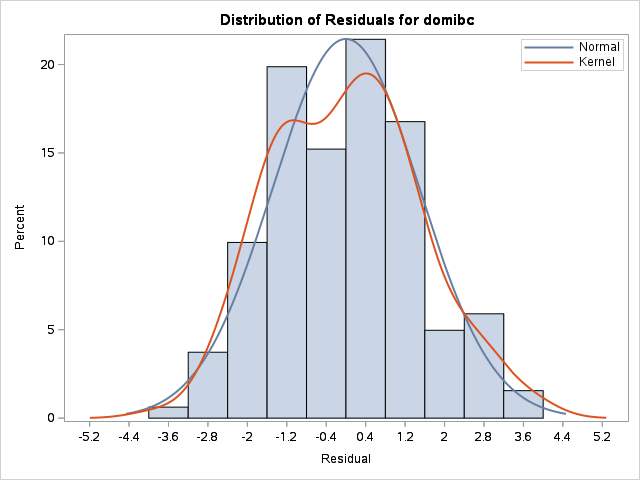 Distribution of Residuals for domibc
Normal
Kernel
20
15
10
5
0
Percent
-5.2 -4.4 -3.6 -2.8 -2 -1.2 -0.4 0.4 1.2 2 2.8 3.6 4.4 5.2
Residual